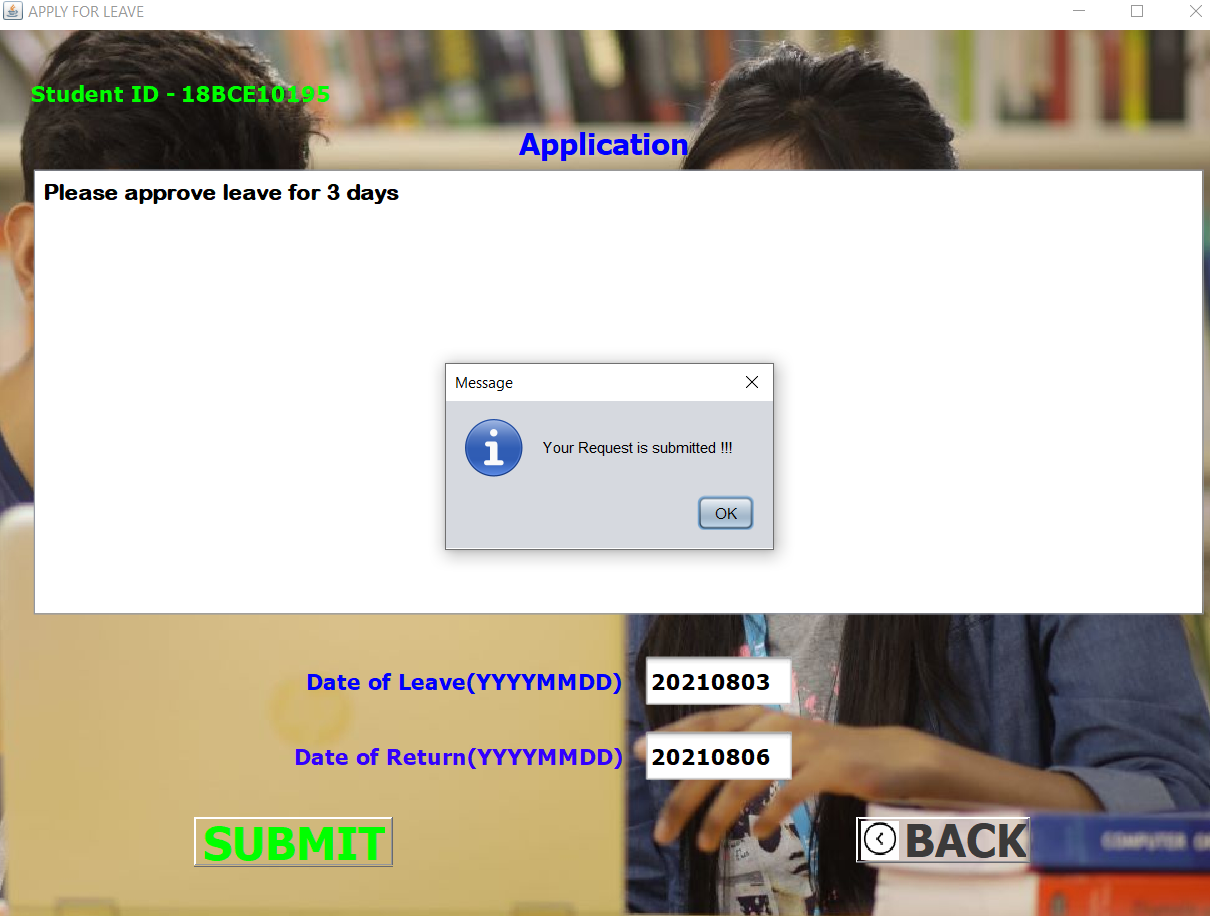 APPLY FOR LEAVE
Student ID - 18BCE10195
Application
Please approve leave for 3 days
Message
Your Request is submitted !!!
OK
Date of Leave(YYYYMMDD) 20210803
Date of Return(YYYYMMDD) 20210806
SUBMIT
BACK
COMPUTER